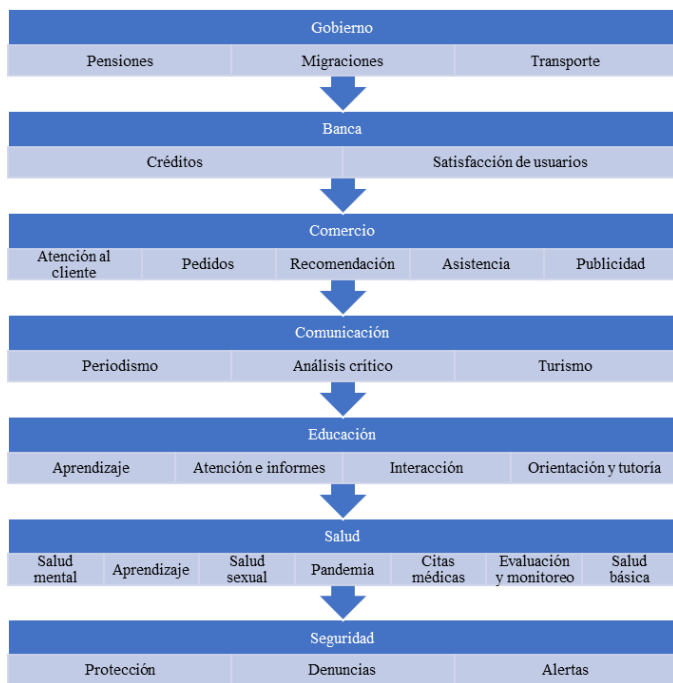 Gobierno
Pensiones
Migraciones
Transporte
Banca
Créditos
Satisfacción de usuarios
Comercio
Atención al
cliente
Pedidos
Recomendación
Asistencia
Publicidad
Comunicación
Periodismo
Análisis crítico
Turismo
Educación
Aprendizaje
Atención e informes
Interacción
Orientación y tutoría
Salud
Salud
mental
Aprendizaje
Salud
sexual
Pandemia
Citas
médicas
Evaluación
y monitoreo
Salud
básica
Seguridad
Protección
Denuncias
Alertas